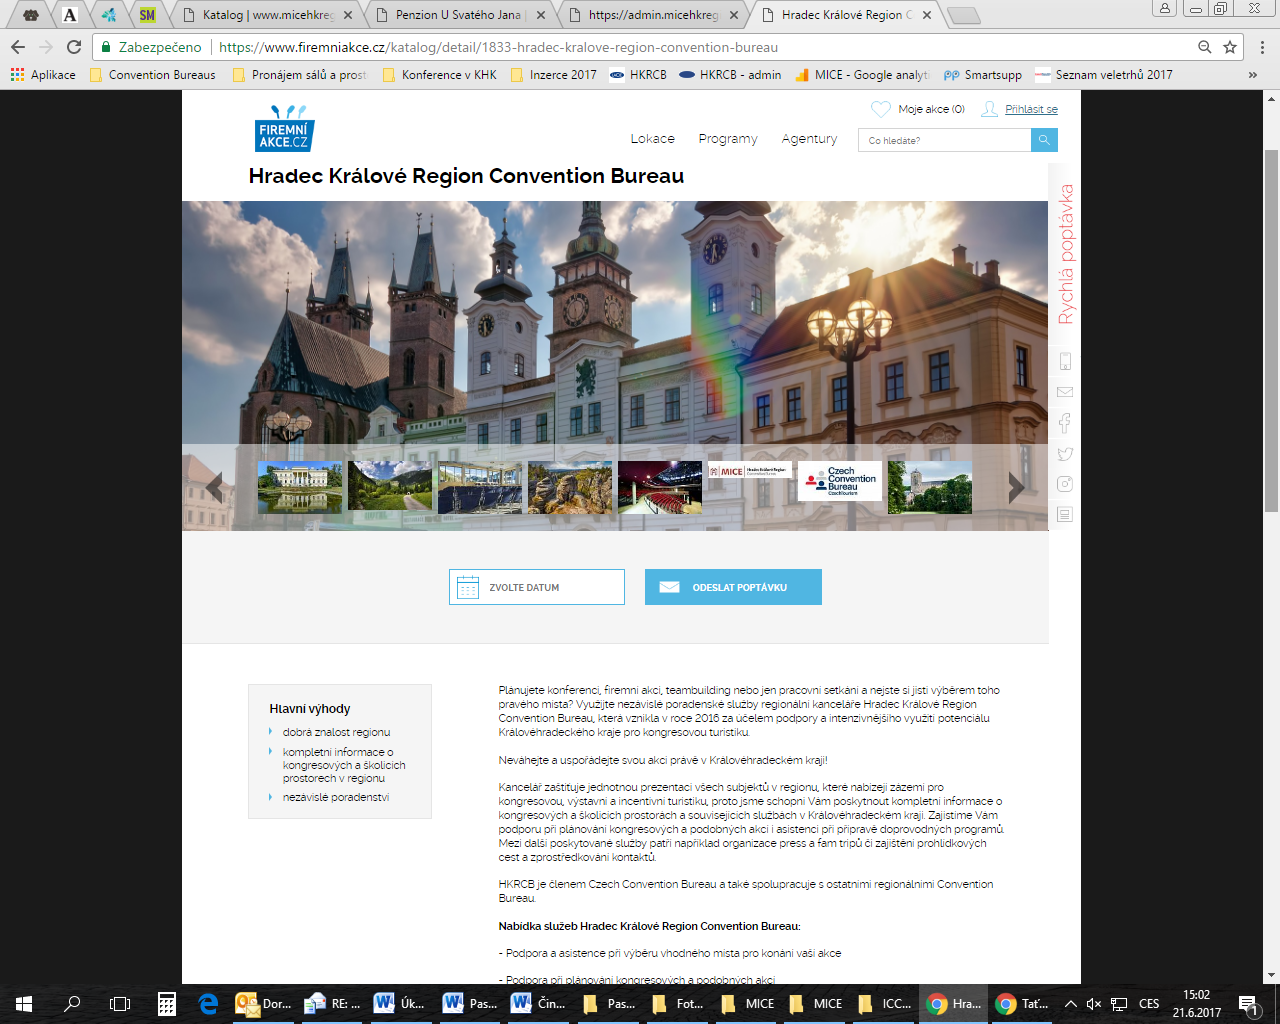 Katalog | www.micehkreg
Penzion U Svatého Jana |
https://admin.micehkreg
Hradec Králové Region C
Zabezpečeno
https://www.firemniakce.cz/katalog/detail/1833-hradec-kralove-region-convention-bureau
Aplikace
Convention Bureaus
Pronájem sálů a prost
Konference v KHK
Inzerce 2017
HKRCB
HKRCB - admin
MICE - Google analyti
Smartsupp
Seznam veletrhů 2017
FIREMNÍ
AKCE.CZ
Moje akce (0)
Přihlásit se
Lokace
Programy
Agentury
Co hledáte?
Hradec Králové Region Convention Bureau
Rychlá poptávka
MICE
Czech
Convention
Bureau
CzechTourism
ZVOLTE DATUM
ODESLAT POPTÁVKU
Hlavní výhody
dobrá znalost regionu
kompletní informace o
kongresových a školicích
prostorech v regionu
nezávislé poradenství
Plánujete konferenci, firemní akci, teambuilding nebo jen pracovní setkání a nejste si jisti výběrem toho
pravého místa? Využijte nezávislé poradenské služby regionální kanceláře Hradec Králové Region
Convention Bureau, která vznikla v roce 2016 za účelem podpory a intenzivnějšího využití potenciálu
Královéhradeckého kraje pro kongresovou turistiku.
Neváhejte a uspořádejte svou akci právě v Královéhradeckém kraji!
Kancelář zaštiťuje jednotnou prezentaci všech subjektů v regionu, které nabízejí zázemí pro
kongresovou, výstavní a incentivní turistiku, proto jsme schopni Vám poskytnout kompletní informace o
kongresových a školicích prostorách a souvisejících službách v Královéhradeckém kraji. Zajistíme Vám
podporu při plánování kongresových a podobných akcí i asistenci při přípravě doprovodných programů.
Mezi další poskytované služby patří například organizace press a fam tripů či zajištění prohlídkových
cest a zprostředkování kontaktů.
HKRCB je členem Czech Convention Bureau a také spolupracuje s ostatními regionálními Convention
Bureau.
Nabídka služeb Hradec Králové Region Convention Bureau:
- Podpora a asistence při výběru vhodného místa pro konání vaší akce
- Podpora při plánování kongresových a podobných akcí
Dor...
RE: ...
Úk...
Pas...
Čin...
Pas...
Fot...
MICE
MICE
ICC...
Hra...
Tať...
CES
15:02
21.6.2017
1